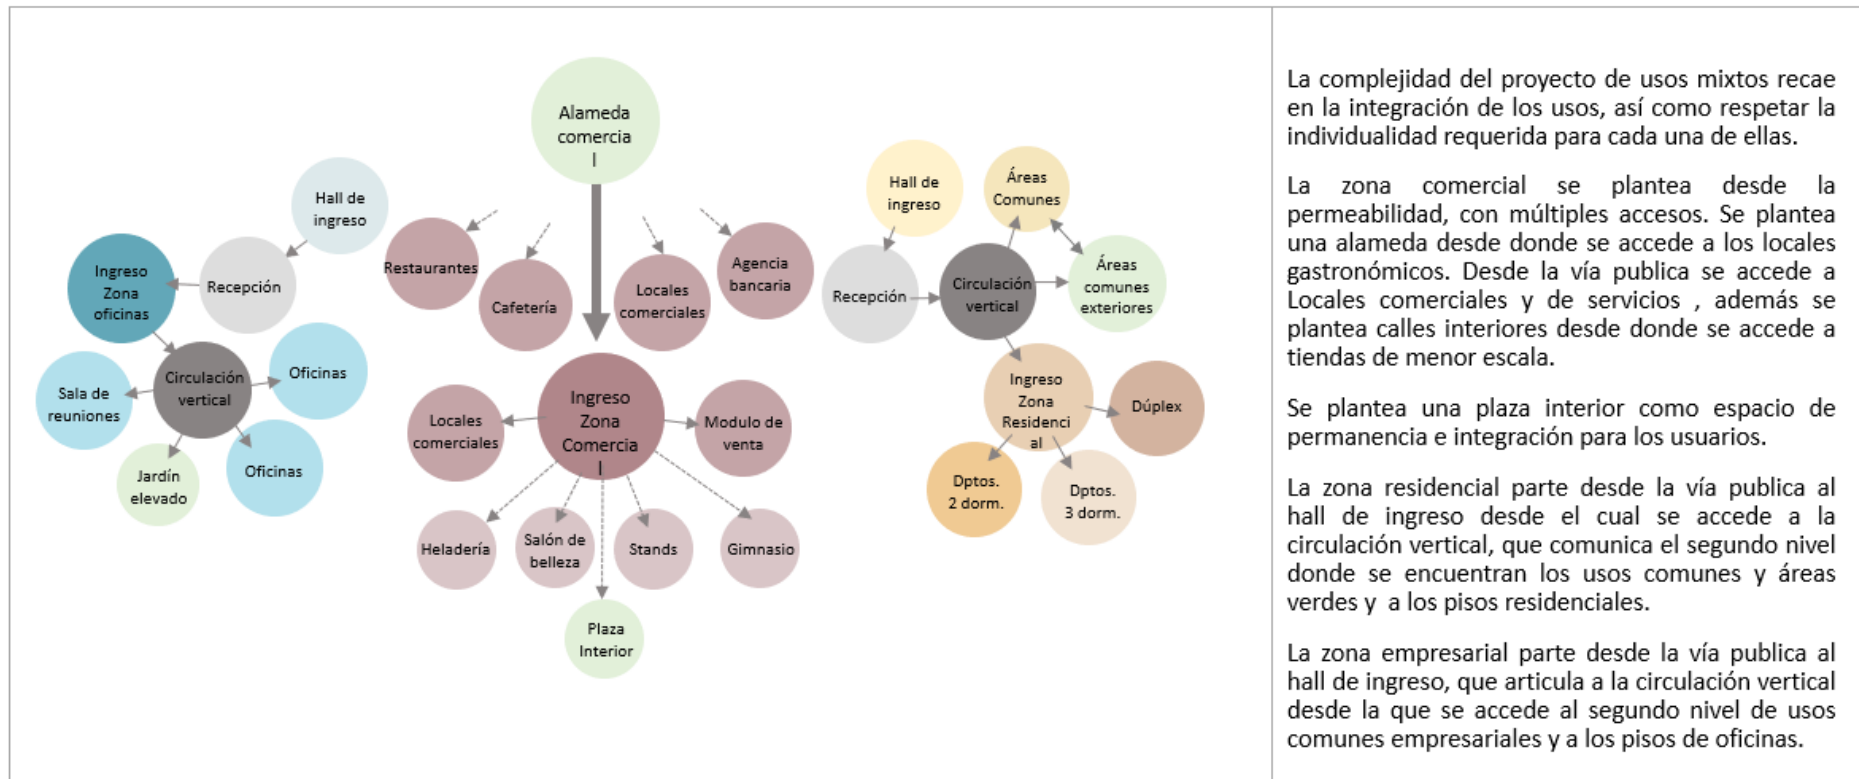 Alameda
comercia
l
Hall de
ingreso
Ingreso
Zona
oficinas
Recepción
Circulación
vertical
Sala de
reuniones
Oficinas
Jardín
elevado
Oficinas
Restaurantes
Cafetería
Locales
comerciales
Agencia
bancaria
Ingreso
Zona
Comercia
l
Locales
comerciales
Modulo de
venta
Heladería
Salón de
belleza
Stands
Gimnasio
Plaza
Interior
Hall de
ingreso
Áreas
Comunes
Recepción
Circulación
vertical
Áreas
comunes
exteriores
Ingreso
Zona
Residenci
al
Dúplex
Dptos.
2 dorm.
Dptos.
3 dorm.
La complejidad del proyecto de usos mixtos recae
en la integración de los usos, así como respetar la
individualidad requerida para cada una de ellas.
La zona comercial se plantea desde la
permeabilidad, con múltiples accesos. Se plantea
una alameda desde donde se accede a los locales
gastronómicos. Desde la vía publica se accede a
Locales comerciales y de servicios , además se
plantea calles interiores desde donde se accede a
tiendas de menor escala.
Se plantea una plaza interior como espacio de
permanencia e integración para los usuarios.
La zona residencial parte desde la vía publica al
hall de ingreso desde el cual se accede a la
circulación vertical, que comunica el segundo nivel
donde se encuentran los usos comunes y áreas
verdes y a los pisos residenciales.
La zona empresarial parte desde la vía publica al
hall de ingreso, que articula a la circulación vertical
desde la que se accede al segundo nivel de usos
comunes empresariales y a los pisos de oficinas.